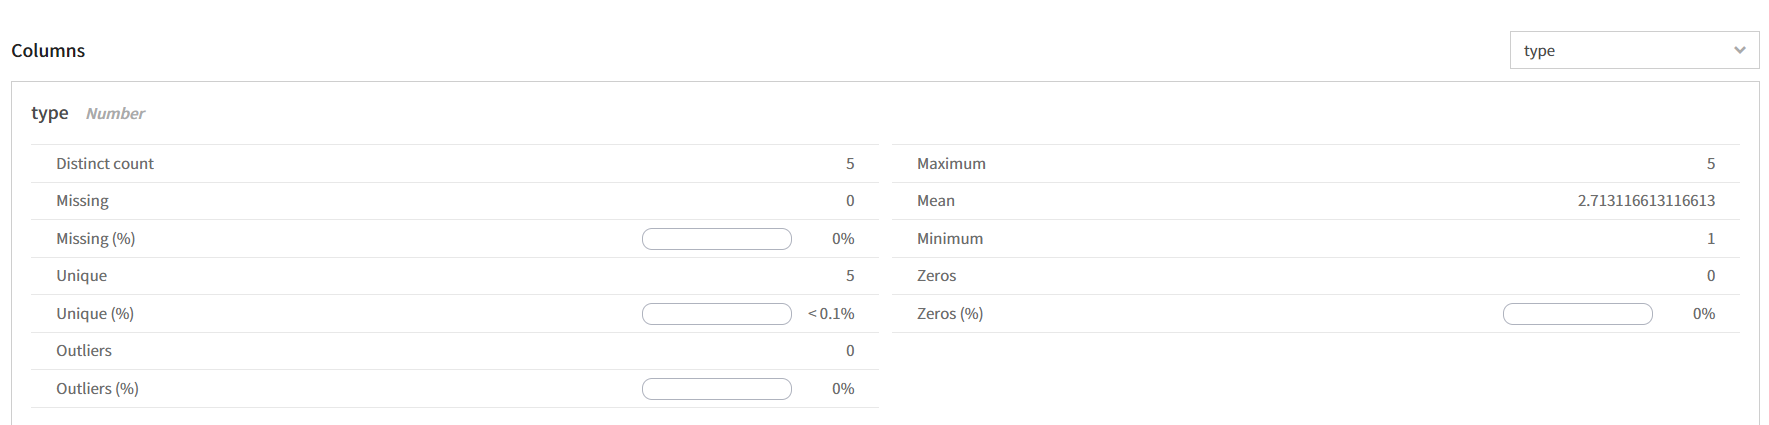 Columns
type
type Number
Distinct count 5
Missing 0
Missing (%) 0%
Unique 5
Unique (%) < 0.1%
Outliers 0
Outliers (%) 0%
Maximum 5
Mean 2.713116613116613
Minimum 1
Zeros 0
Zeros (%) 0%